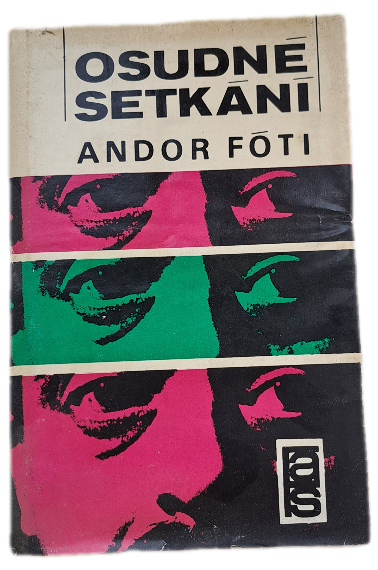 OSUDNÉ
SETKÁNÍ
ANDOR FÖTI